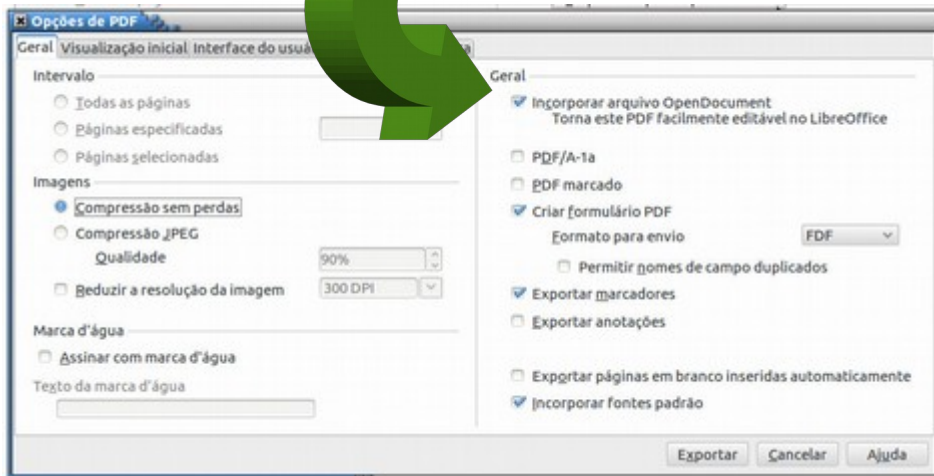 Opções de PDF
Geral Visualização inicial Interface do usuá
Intervalo
Todas as páginas
Páginas especificadas
Páginas selecionadas
Imagens
Compressão sem perdas
Compressão JPEG
Qualidade 90%
Reduzir a resolução da imagem 300 DPI
Marca d'água
Assinar com marca d'água
Texto da marca d'água
Geral
Incorporar arquivo OpenDocument
Torna este PDF facilmente editável no LibreOffice
PDF/A-1a
PDF marcado
Criar formulário PDF
Formato para envio FDF
Permitir nomes de campo duplicados
Exportar marcadores
Exportar anotações
Exportar páginas em branco inseridas automaticamente
Incorporar fontes padrão
Exportar Cancelar Ajuda